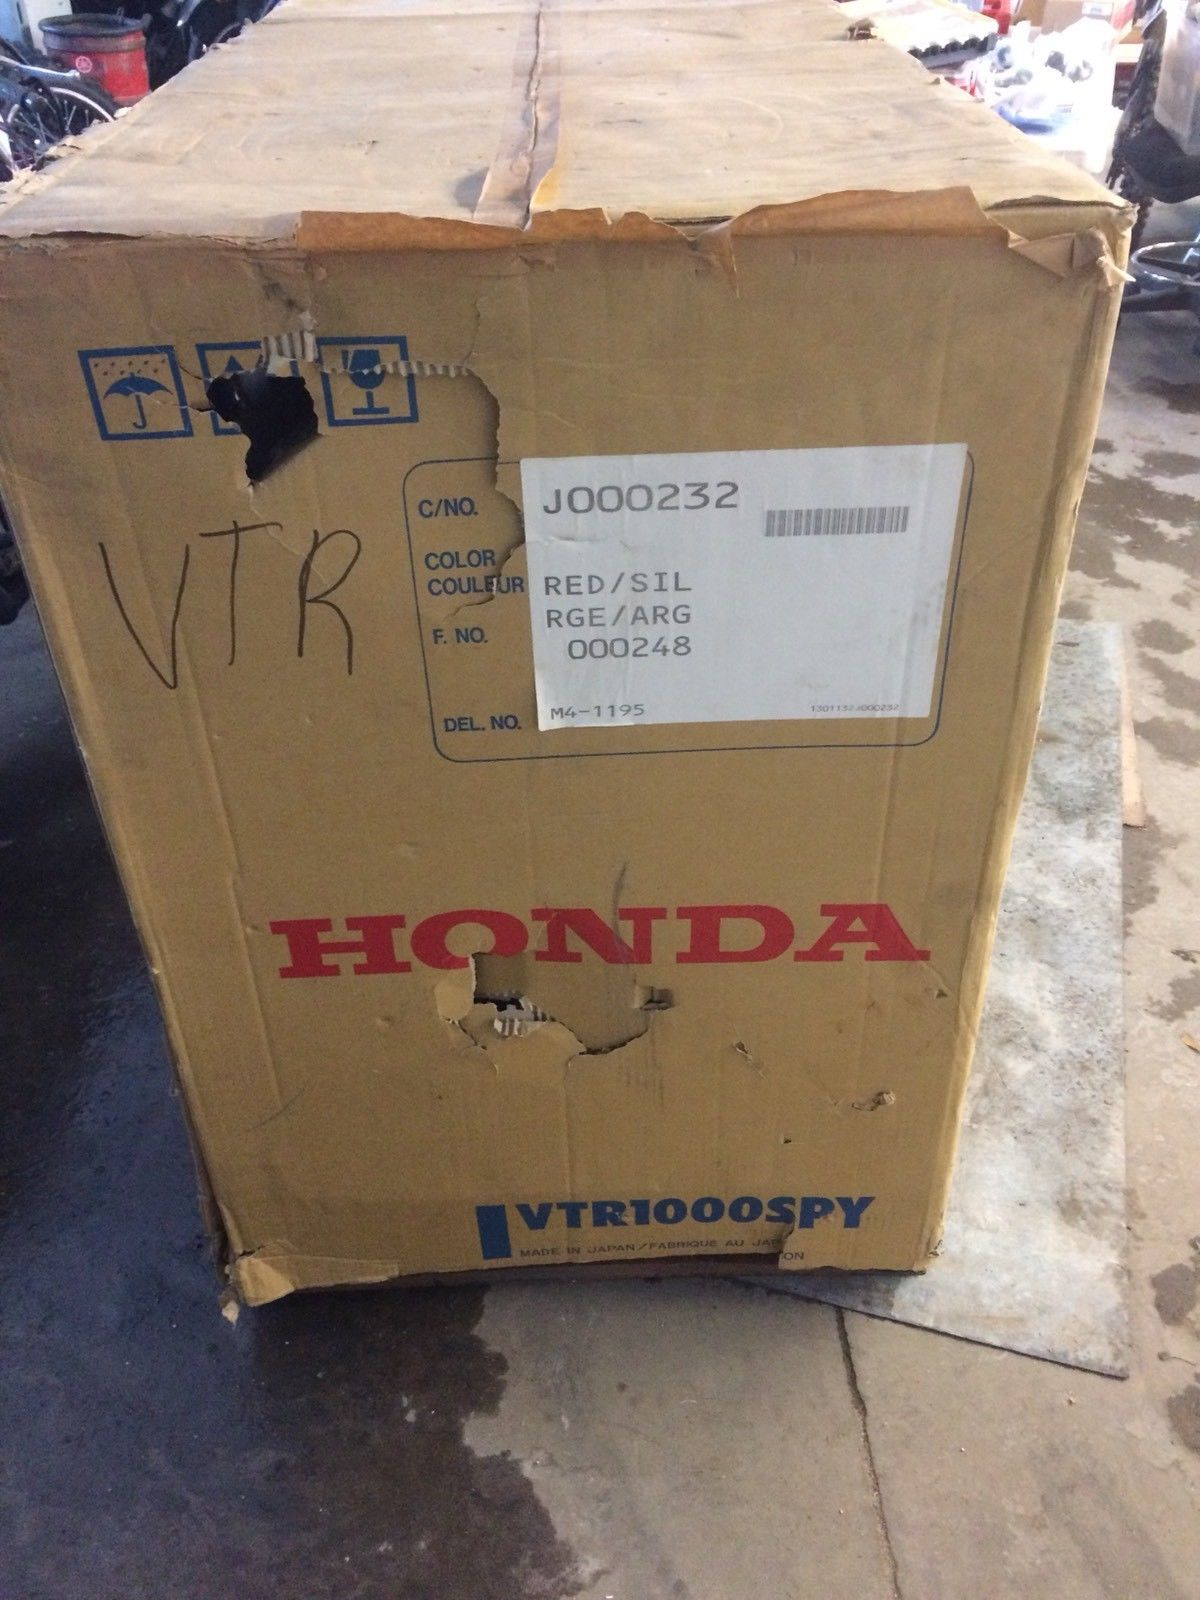 C/NO. J000232
COLOR
COULEUR RED/SIL
RGE/ARG
F. NO. 000248
DEL. NO. M4-1195 1301132J000232
VTR
HONDA
VTR1000SPY
MADE IN JAPAN/FABRIQUE AU